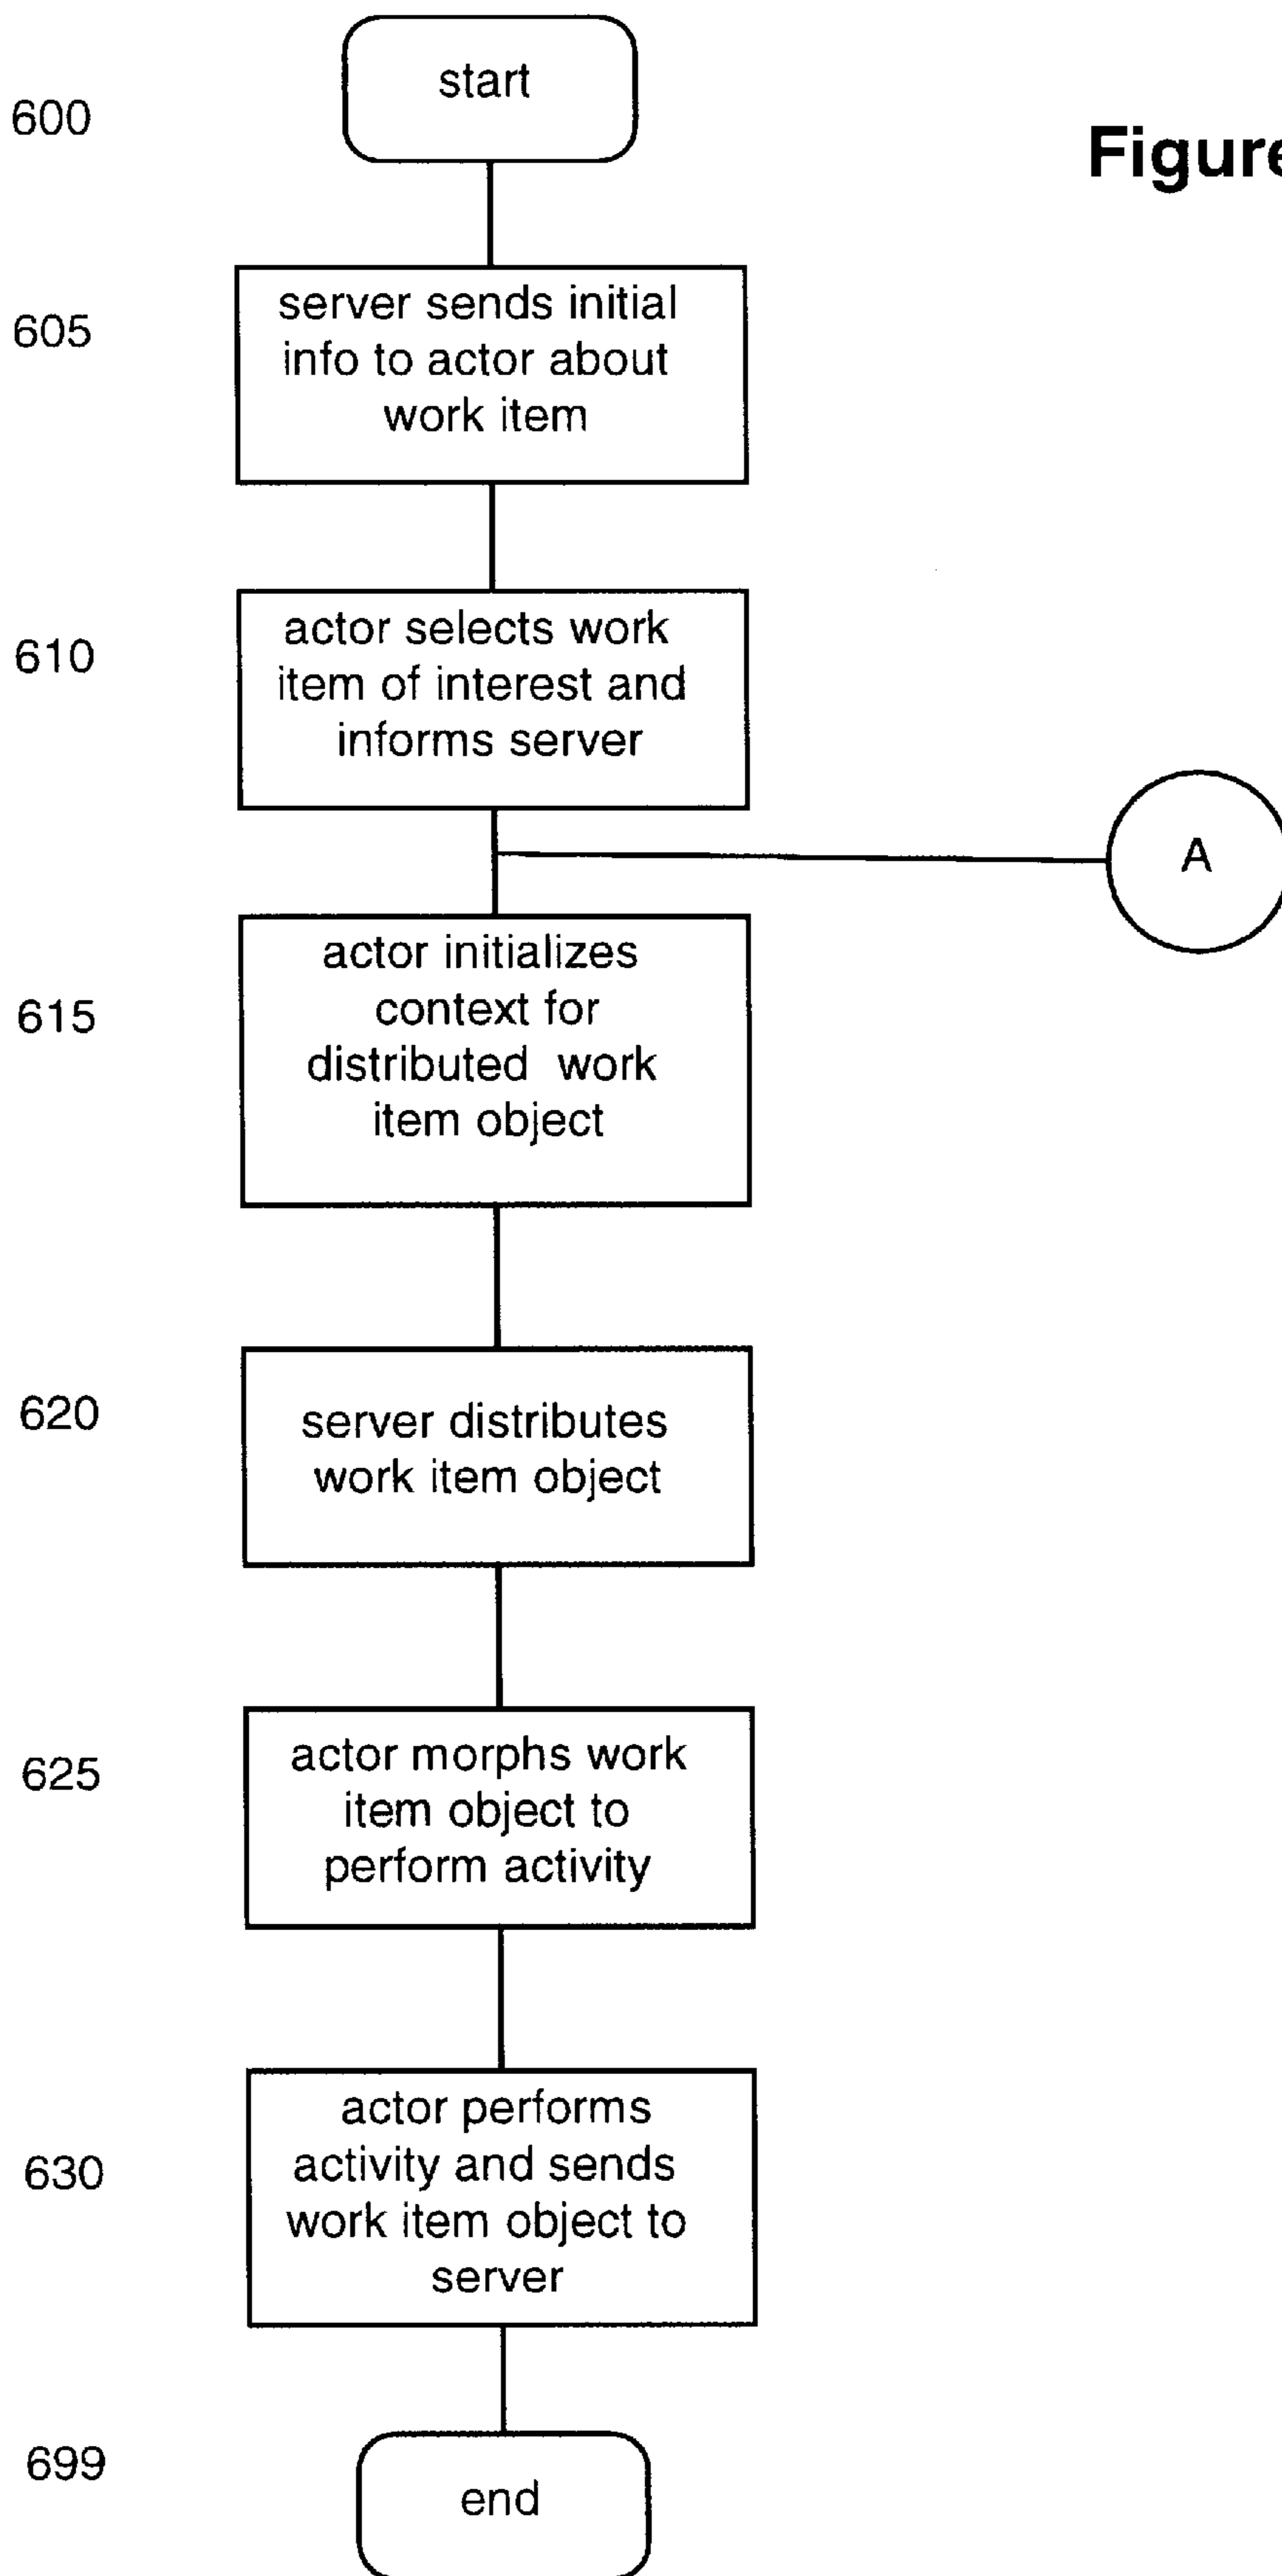 start
600
Figure
605
server sends initial
info to actor about
work item
610
actor selects work
item of interest and
informs server
A
615
actor initializes
context for
distributed work
item object
620
server distributes
work item object
625
actor morphs work
item object to
perform activity
630
actor performs
activity and sends
work item object to
server
699
end